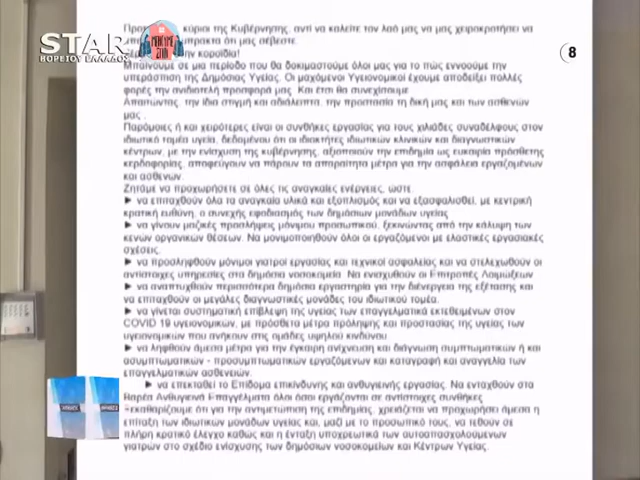 STAR
ΒΟΡΕΙΟΥ ΕΛΛΑΔΟΣ
ΜΕΝΟΥΜΕ ΣΠΙΤΙ
8
κύριοι της Κυβέρνησης, αντί να καλείτε τον λαό μας να μας χειροκροτήσει να
ότι μας σέβεστε.
κοροϊδία!
Μπαίνουμε σε μια περίοδο που θα δοκιμαστούμε όλοι μας για το πώς εννοούμε την
υπεράσπιση της Δημόσιας Υγείας. Οι μαχόμενοι Υγειονομικοί έχουμε αποδείξει πολλές
φορές την ανιδιοτελή προσφορά μας. Και έτσι θα συνεχίσουμε
Απαιτώντας, την ίδια στιγμή και αδιάλειπτα, την προστασία τη δική μας και των ασθενών
μας .
Παρόμοιες ή και χειρότερες είναι οι συνθήκες εργασίας για τους χιλιάδες συναδέλφους στον
ιδιωτικό τομέα υγεία, δεδομένου ότι οι ιδιοκτήτες ιδιωτικών κλινικών και διαγνωστικών
κέντρων, με την ενίσχυση της κυβέρνησης, αξιοποιούν την επιδημία ως ευκαιρία πρόσθετης
κερδοφορίας, αποφεύγουν να πάρουν τα απαραίτητα μέτρα για την ασφάλεια εργαζομένων
και ασθενών.
Ζητάμε να προχωρήσετε σε όλες τις αναγκαίες ενέργειες, ώστε:
► να επιταχθούν όλα τα αναγκαία υλικά και εξοπλισμός και να εξασφαλισθεί, με κεντρική
κρατική ευθύνη, ο συνεχής εφοδιασμός των δημόσιων μονάδων υγείας
► να γίνουν μαζικές προσλήψεις μόνιμου προσωπικού, ξεκινώντας από την κάλυψη των
κενών οργανικών θέσεων. Να μονιμοποιηθούν όλοι οι εργαζόμενοι με ελαστικές εργασιακές
σχέσεις.
► να προσληφθούν μόνιμοι γιατροί εργασίας και τεχνικοί ασφαλείας και να στελεχωθούν οι
αντίστοιχες υπηρεσίες στα δημόσια νοσοκομεία. Να ενισχυθούν οι Επιτροπές Λοιμώξεων
► να αναπτυχθούν περισσότερα δημόσια εργαστήρια για την διενέργεια της εξέτασης και
να επιταχθούν οι μεγάλες διαγνωστικές μονάδες του ιδιωτικού τομέα.
► να γίνεται συστηματική επίβλεψη της υγείας των επαγγελματικά εκτεθειμένων στον
COVID 19 υγειονομικών, με πρόσθετα μέτρα πρόληψης και προστασίας της υγείας των
υγειονομικών που ανήκουν στις ομάδες υψηλού κινδύνου
► να ληφθούν άμεσα μέτρα για την έγκαιρη ανίχνευση και διάγνωση συμπτωματικών ή και
ασυμπτωματικών - προσυμπτωματικών εργαζομένων και καταγραφή και αναγγελία των
επαγγελματικών ασθενειών.
► να επεκταθεί το Επίδομα επικίνδυνης και ανθυγιεινής εργασίας. Να ενταχθούν στα
Βαρέα Ανθυγιεινά Επαγγέλματα όλοι όσοι εργάζονται σε αντίστοιχες συνθήκες
Ξεκαθαρίζουμε ότι για την αντιμετώπιση της επιδημίας, χρειάζεται να προχωρήσει άμεσα η
επίταξη των ιδιωτικών μονάδων υγείας και, μαζί με το προσωπικό τους, να τεθούν σε
πλήρη κρατικό έλεγχο καθώς και η ένταξη υποχρεωτικά των αυτοαπασχολούμενων
γιατρών στο σχέδιο ενίσχυσης των δημόσιων νοσοκομείων και Κέντρων Υγείας.